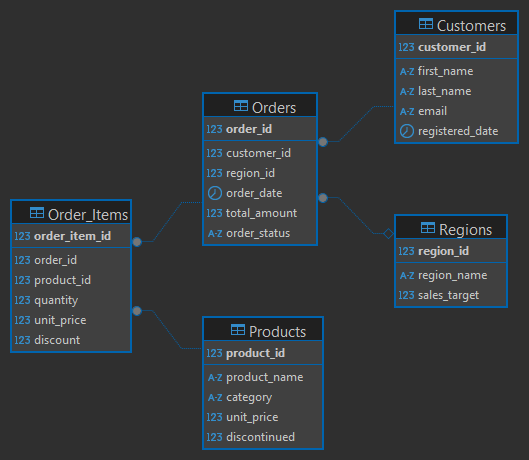 Customers
123 customer_id
A-Z first_name
A-Z last_name
A-Z email
registered_date
Orders
123 order_id
123 customer_id
123 region_id
order_date
123 total_amount
A-Z order_status
Order_Items
123 order_item_id
123 order_id
123 product_id
123 quantity
123 unit_price
123 discount
Regions
123 region_id
A-Z region_name
123 sales_target
Products
123 product_id
A-Z product_name
A-Z category
123 unit_price
123 discontinued